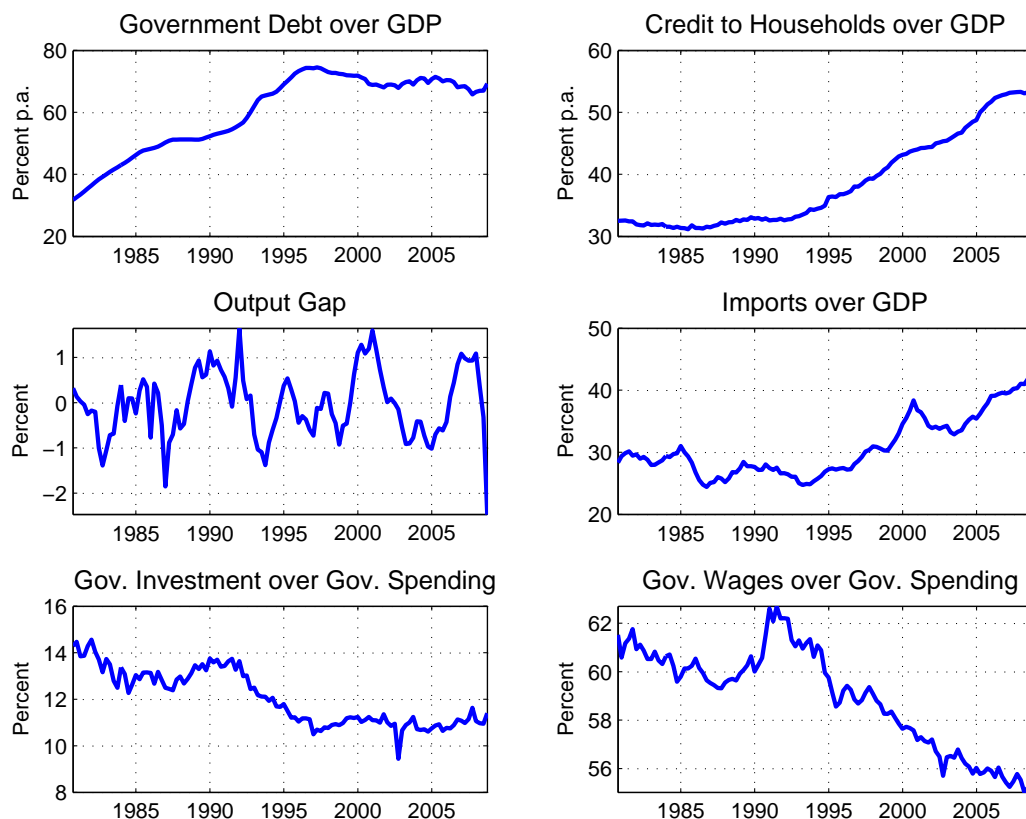 Government Debt over GDP
80
60
40
20
Percent p.a.
1985 1990 1995 2000 2005
Credit to Households over GDP
60
50
40
30
Percent p.a.
1985 1990 1995 2000 2005
Output Gap
1
0
−1
−2
Percent
1985 1990 1995 2000 2005
Imports over GDP
50
40
30
20
Percent
1985 1990 1995 2000 2005
Gov. Investment over Gov. Spending
16
14
12
10
8
Percent
1985 1990 1995 2000 2005
Gov. Wages over Gov. Spending
62
60
58
56
Percent
1985 1990 1995 2000 2005